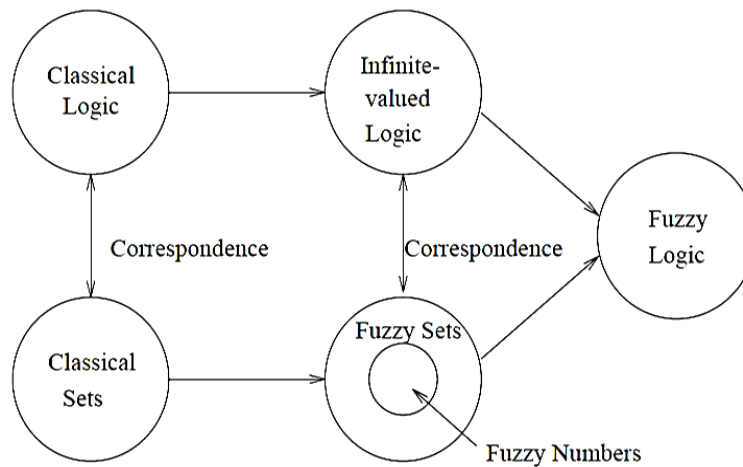 Classical
Logic
Infinite-
valued
Logic
Fuzzy
Logic
Correspondence
Correspondence
Classical
Sets
Fuzzy Sets
Fuzzy Numbers